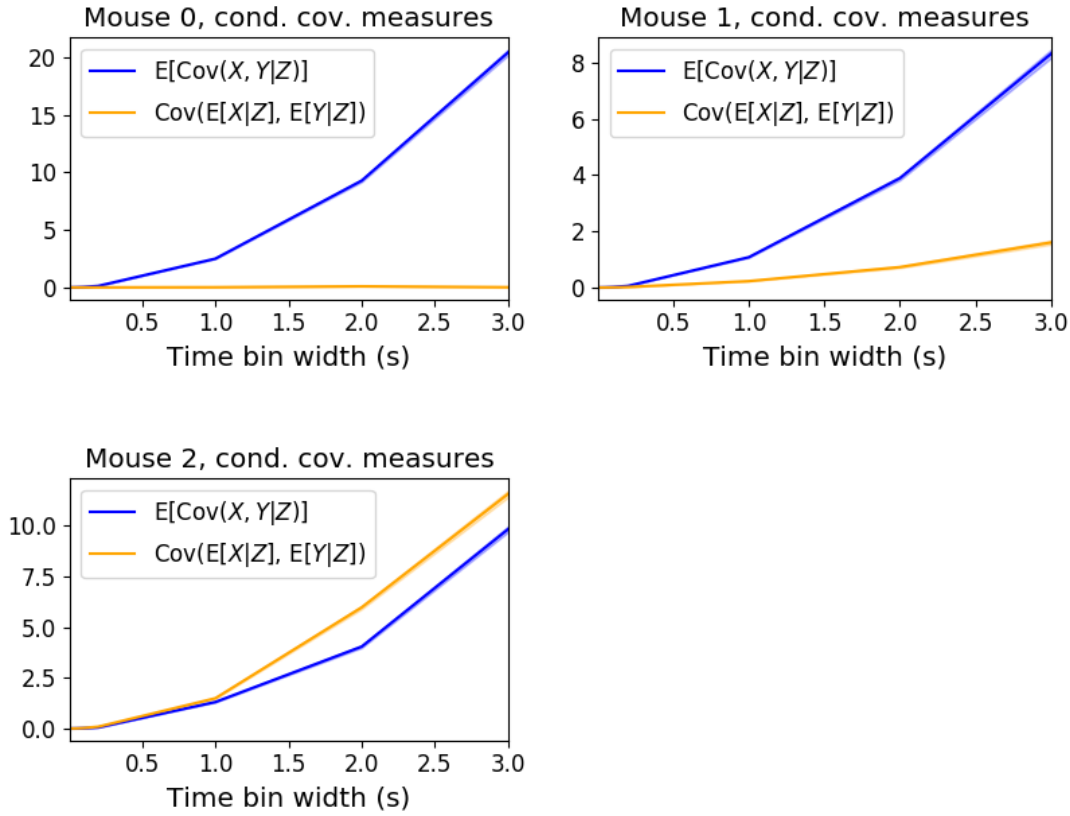 Mouse 0, cond. cov. measures
E[Cov(X, Y|Z)]
Cov(E[X|Z], E[Y|Z])
20
15
10
5
0
0.5 1.0 1.5 2.0 2.5 3.0
Time bin width (s)
Mouse 1, cond. cov. measures
E[Cov(X, Y|Z)]
Cov(E[X|Z], E[Y|Z])
8
6
4
2
0
0.5 1.0 1.5 2.0 2.5 3.0
Time bin width (s)
Mouse 2, cond. cov. measures
E[Cov(X, Y|Z)]
Cov(E[X|Z], E[Y|Z])
10.0
7.5
5.0
2.5
0.0
0.5 1.0 1.5 2.0 2.5 3.0
Time bin width (s)